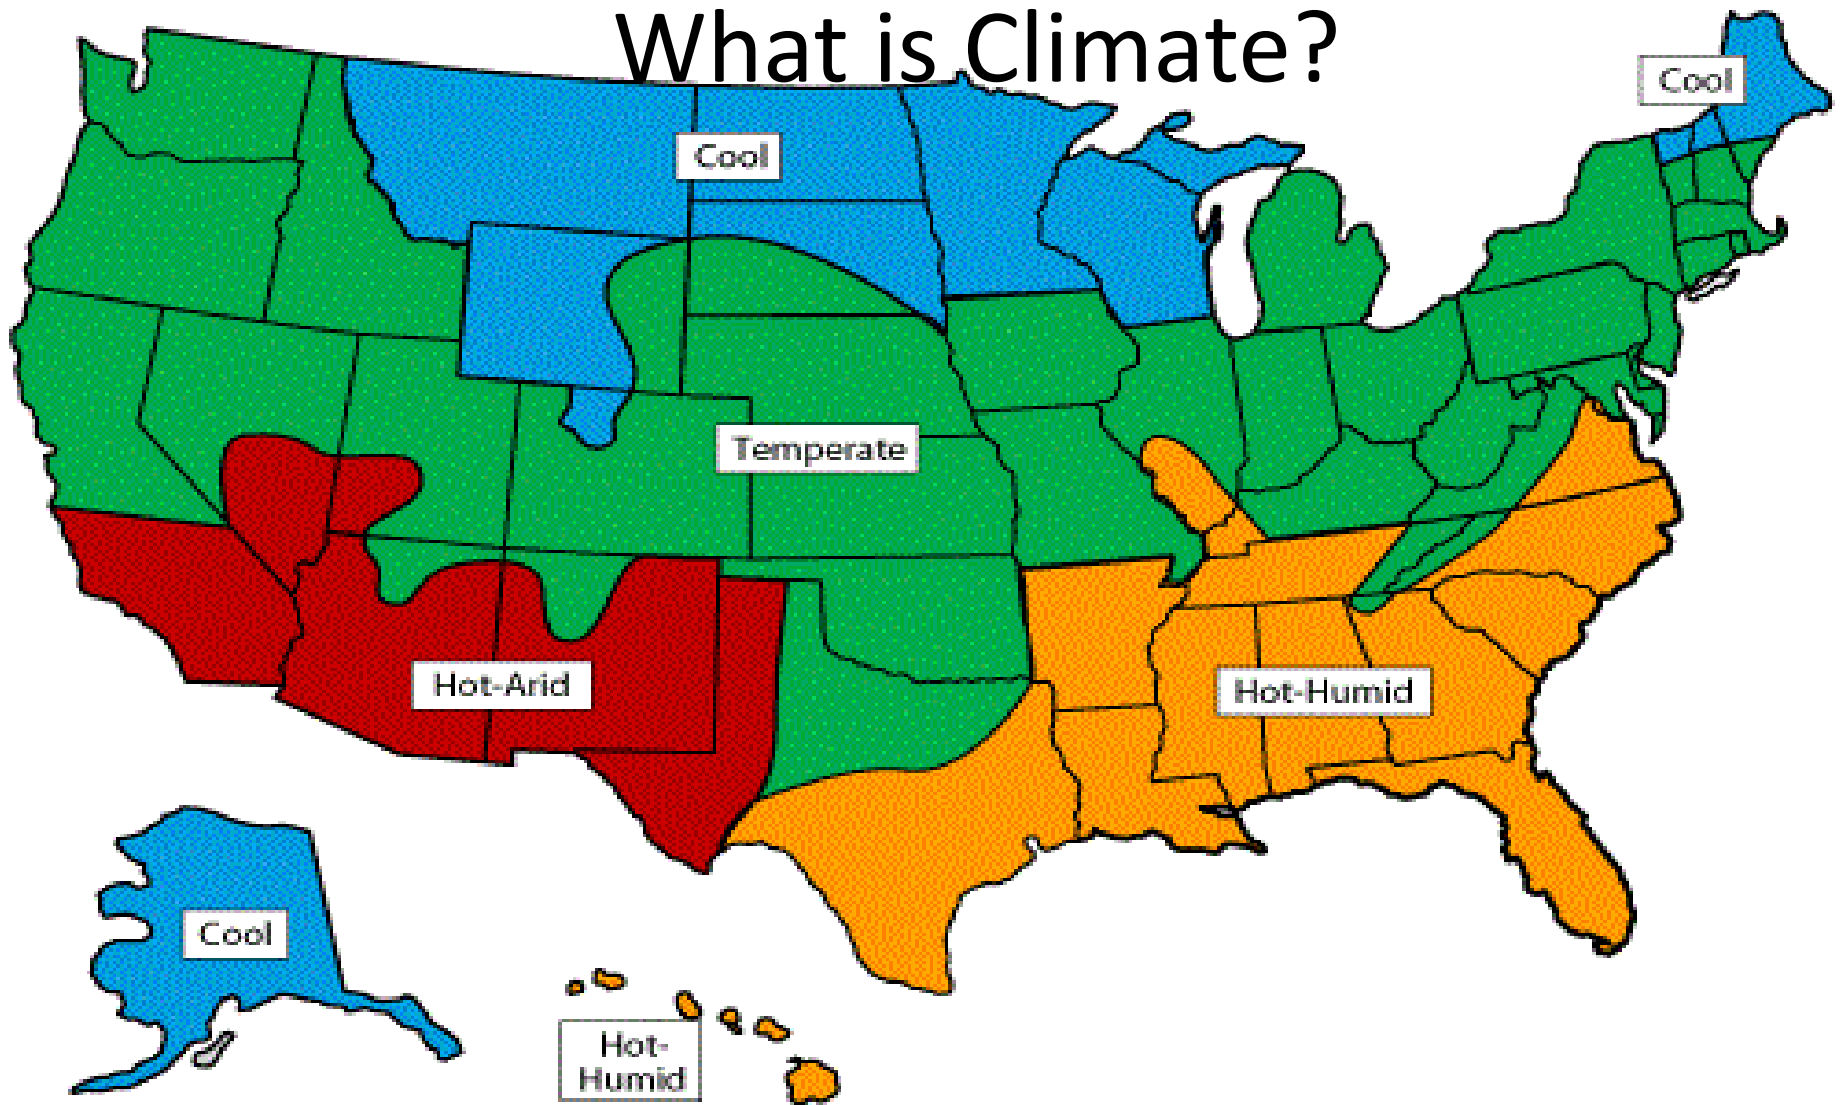 What is Climate?
Cool
Cool
Temperate
Hot-Arid
Hot-Humid
Cool
Hot-
Humid